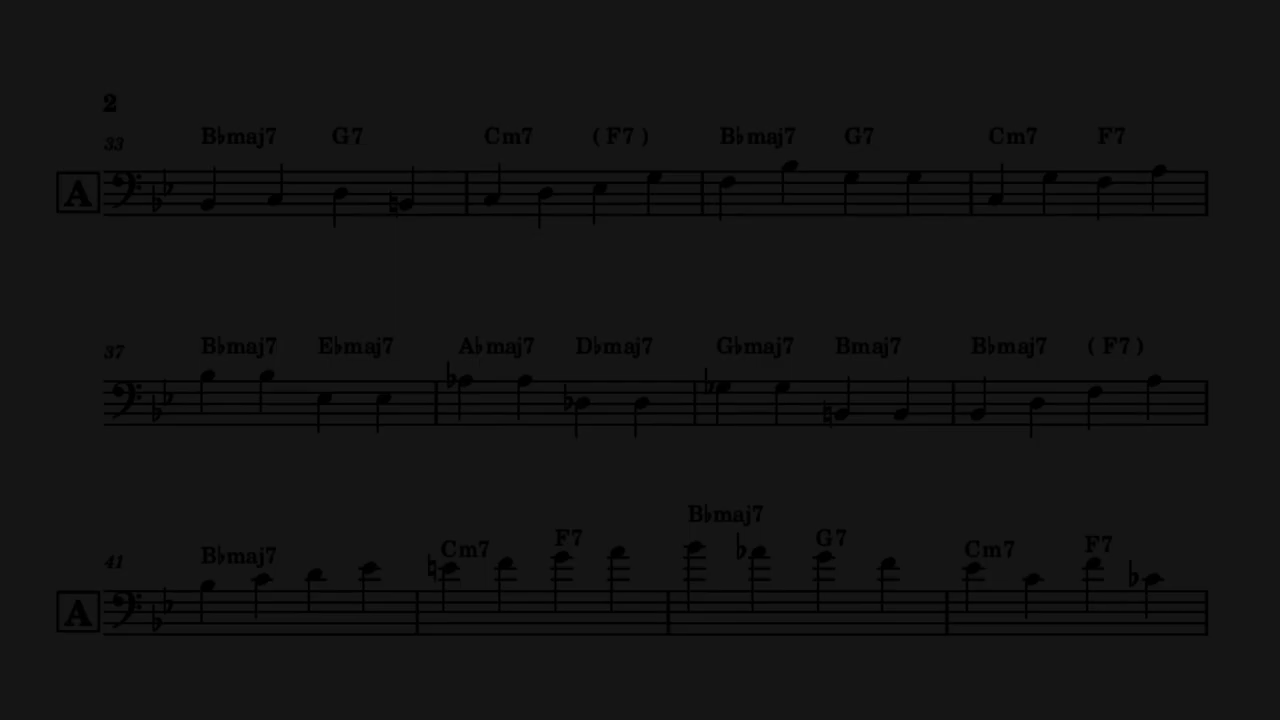 2
33 B♭maj7 G7 Cm7 ( F7 ) B♭maj7 G7 Cm7 F7
A
37 B♭maj7 E♭maj7 A♭maj7 D♭maj7 G♭maj7 Bmaj7 B♭maj7 ( F7 )
41 B♭maj7 Cm7 F7 B♭maj7 G7 Cm7 F7
A